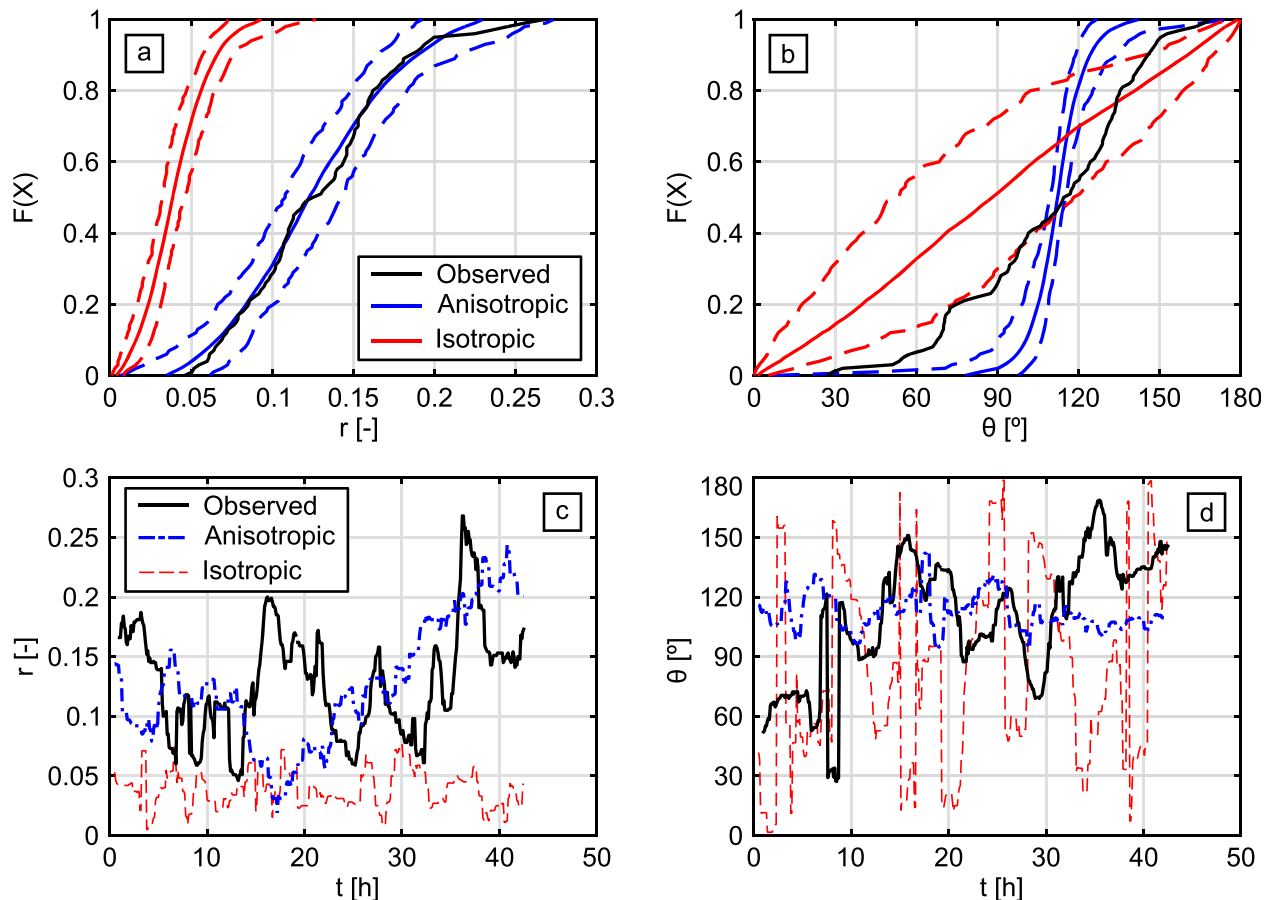 a
F(X)
1
0.8
0.6
0.4
0.2
0
0
0.05
0.1
0.15
0.2
0.25
0.3
r [-]
Observed
Anisotropic
Isotropic
b
F(X)
1
0.8
0.6
0.4
0.2
0
0
30
60
90
120
150
180
θ [º]
c
r [-]
0.3
0.25
0.2
0.15
0.1
0.05
0
0
10
20
30
40
50
t [h]
Observed
Anisotropic
Isotropic
d
θ [º]
180
150
120
90
60
30
0
0
10
20
30
40
50
t [h]